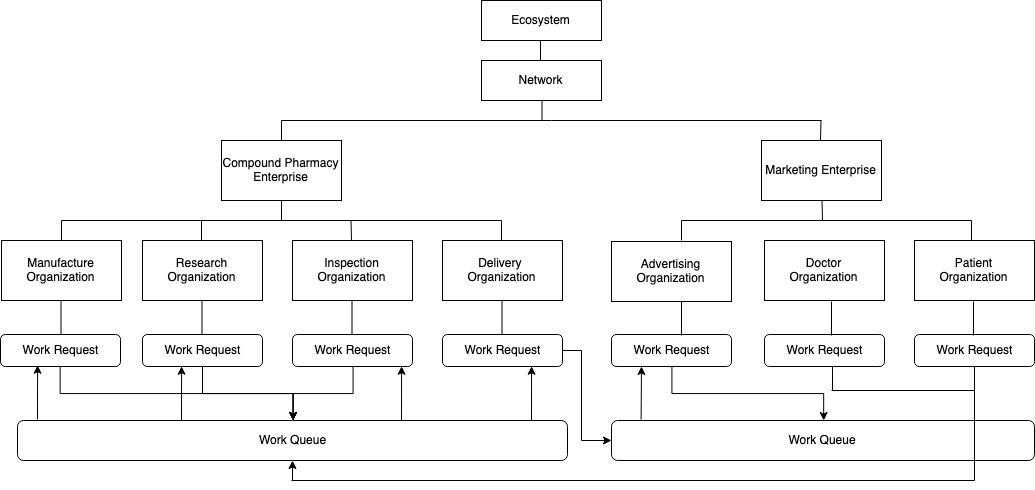 Ecosystem
Network
Compound Pharmacy
Enterprise
Marketing Enterprise
Manufacture
Organization
Research
Organization
Inspection
Organization
Delivery
Organization
Advertising
Organization
Doctor
Organization
Patient
Organization
Work Request
Work Request
Work Request
Work Request
Work Request
Work Request
Work Request
Work Queue
Work Queue